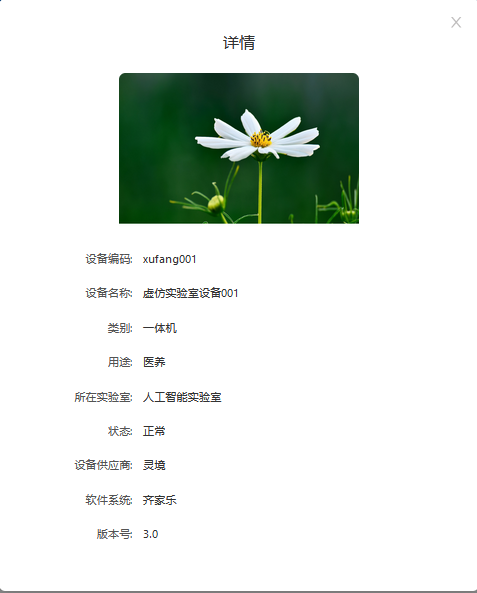 详情
设备编码: xufang001
设备名称: 虚仿实验室设备001
类别: 一体机
用途: 医养
所在实验室: 人工智能实验室
状态: 正常
设备供应商: 灵境
软件系统: 齐家乐
版本号: 3.0